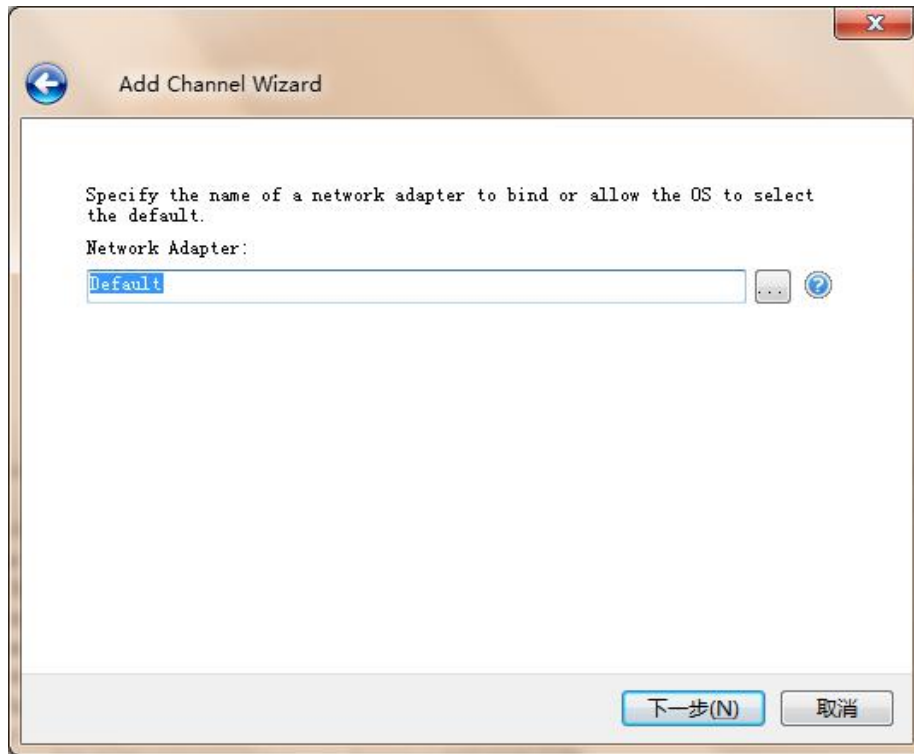 Add Channel Wizard
Specify the name of a network adapter to bind or allow the OS to select
the default.
Network Adapter:
Default
...
下一步(N)
取消